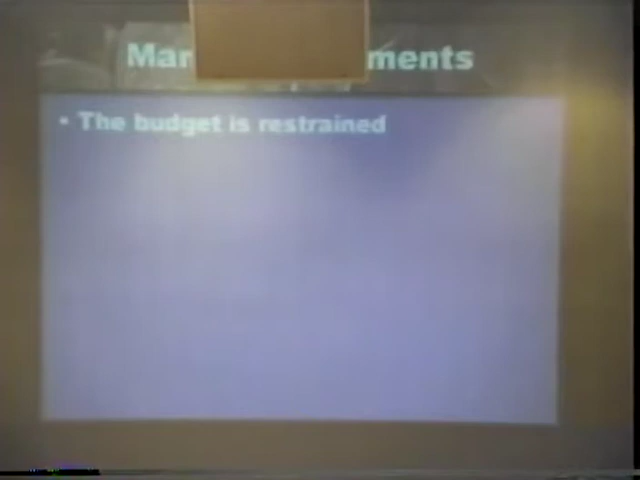 Mar ments
• The budget is restrained